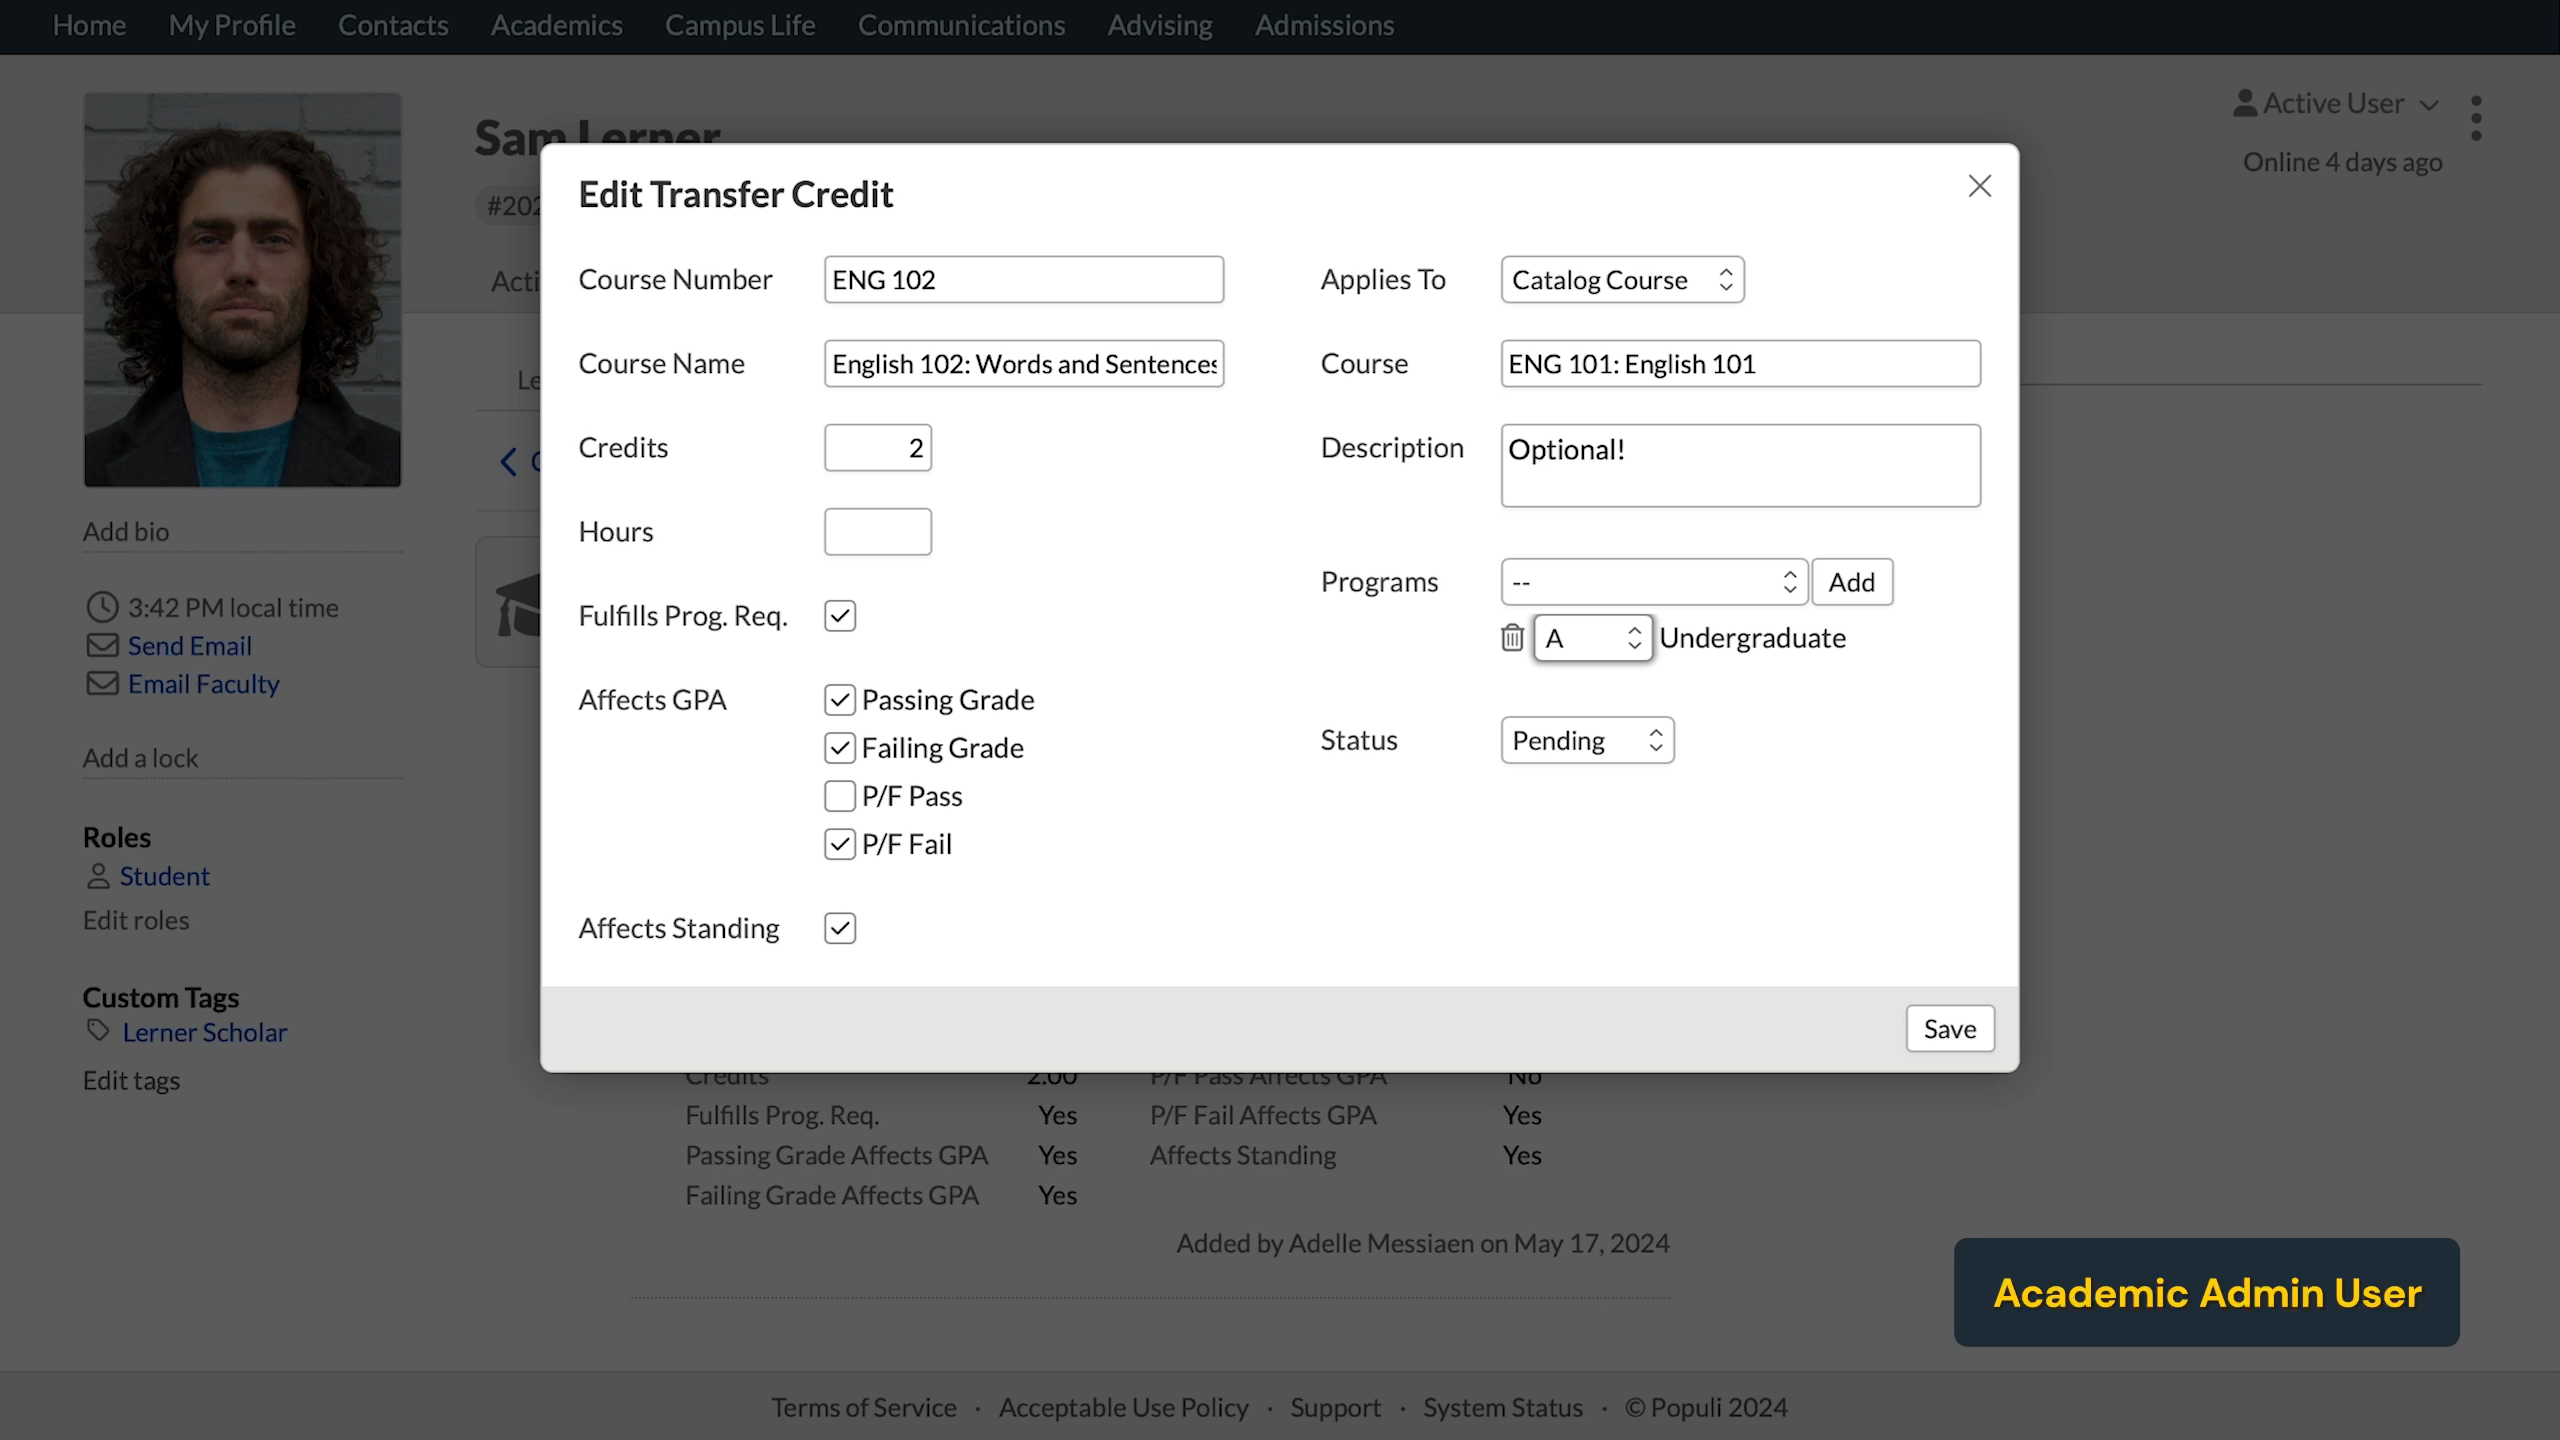 Home My Profile Contacts Academics Campus Life Communications Advising Admissions
Active User
Online 4 days ago
Sam Lerner
#202
Acti
Le
Add bio
3:42 PM local time
Send Email
Email Faculty
Add a lock
Roles
Student
Edit roles
Custom Tags
Lerner Scholar
Edit tags
Edit Transfer Credit
Course Number ENG 102
Course Name English 102: Words and Sentences
Credits 2
Hours
Fulfills Prog. Req.
Affects GPA Passing Grade
Failing Grade
P/F Pass
P/F Fail
Affects Standing
Applies To Catalog Course
Course ENG 101: English 101
Description Optional!
Programs -- Add
A Undergraduate
Status Pending
Save
Credits 2.00 P/F Pass Affects GPA No
Fulfills Prog. Req. Yes P/F Fail Affects GPA Yes
Passing Grade Affects GPA Yes Affects Standing Yes
Failing Grade Affects GPA Yes
Added by Adelle Messiaen on May 17, 2024
Academic Admin User
Terms of Service · Acceptable Use Policy · Support · System Status · © Populi 2024